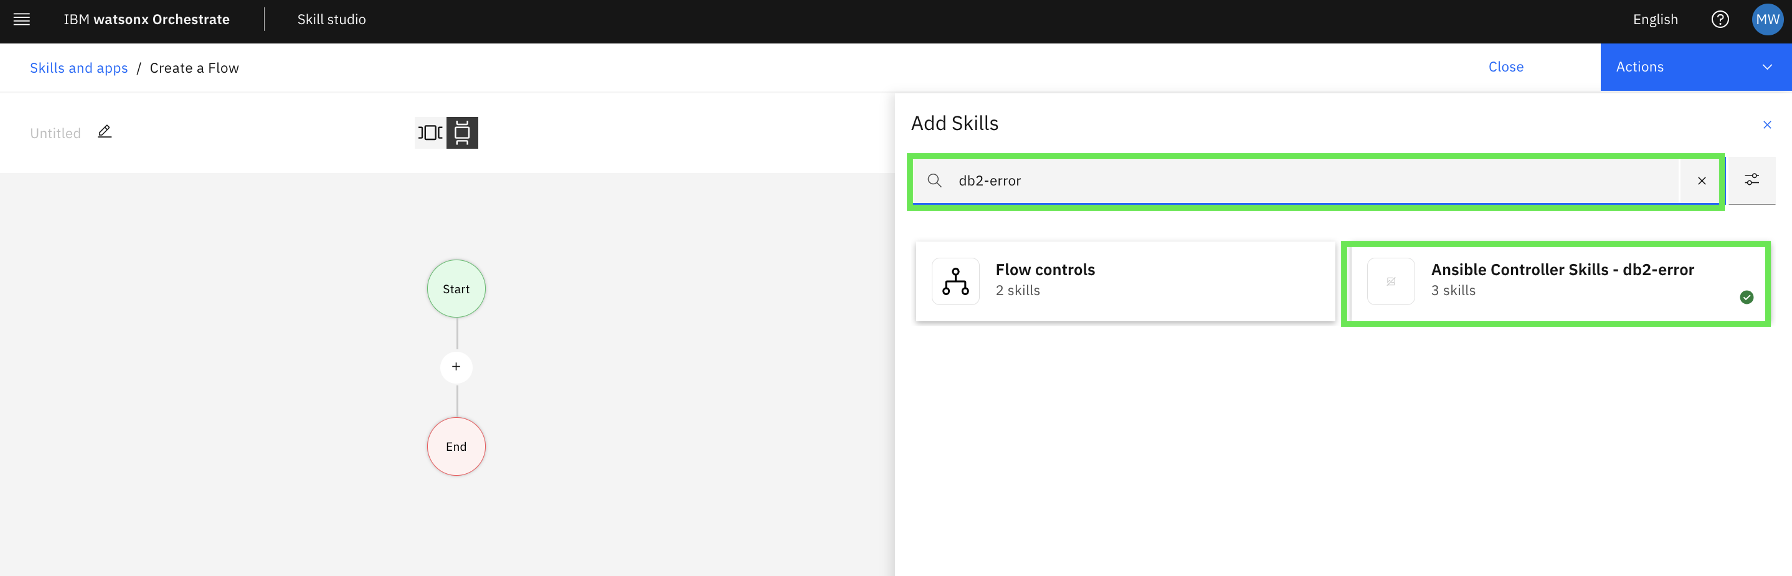 IBM watsonx Orchestrate
Skill studio
English
MW
Skills and apps / Create a Flow
Close
Actions
Untitled
Add Skills
db2-error
Flow controls
2 skills
Ansible Controller Skills - db2-error
3 skills
Start
+
End